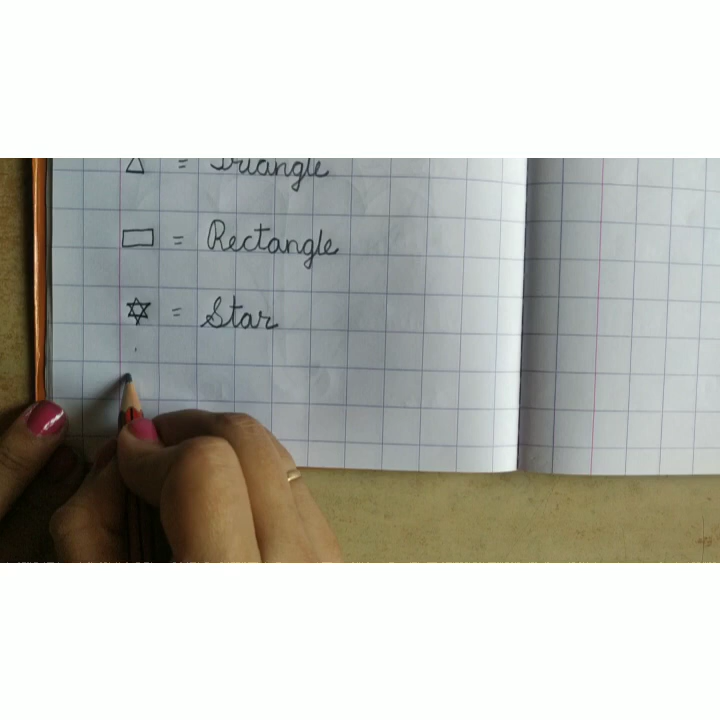 △ = Triangle
▭ = Rectangle
✡ = Star